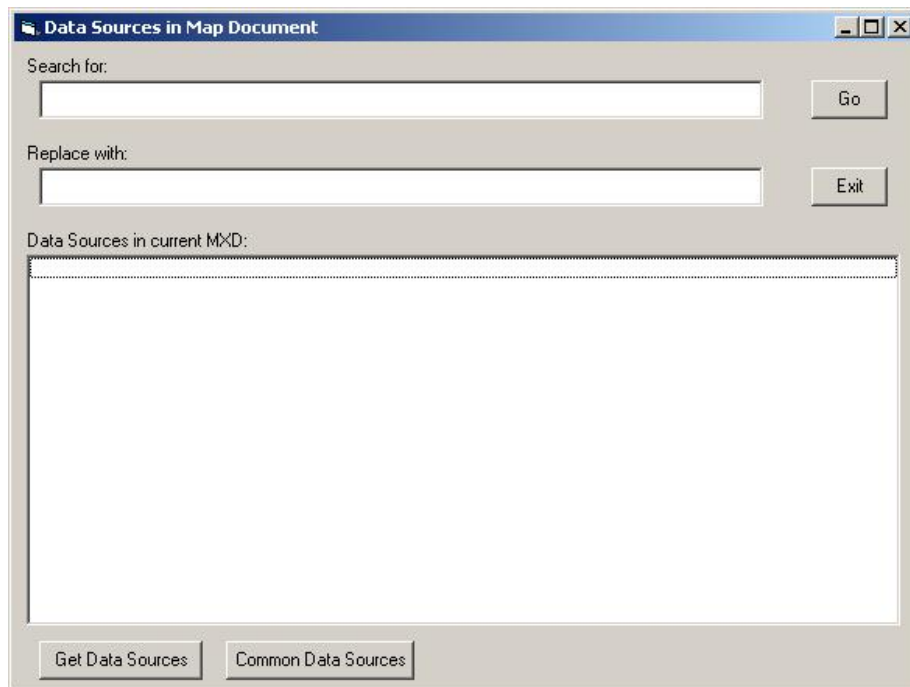 Data Sources in Map Document
Search for:
Go
Replace with:
Exit
Data Sources in current MXD:
Get Data Sources
Common Data Sources